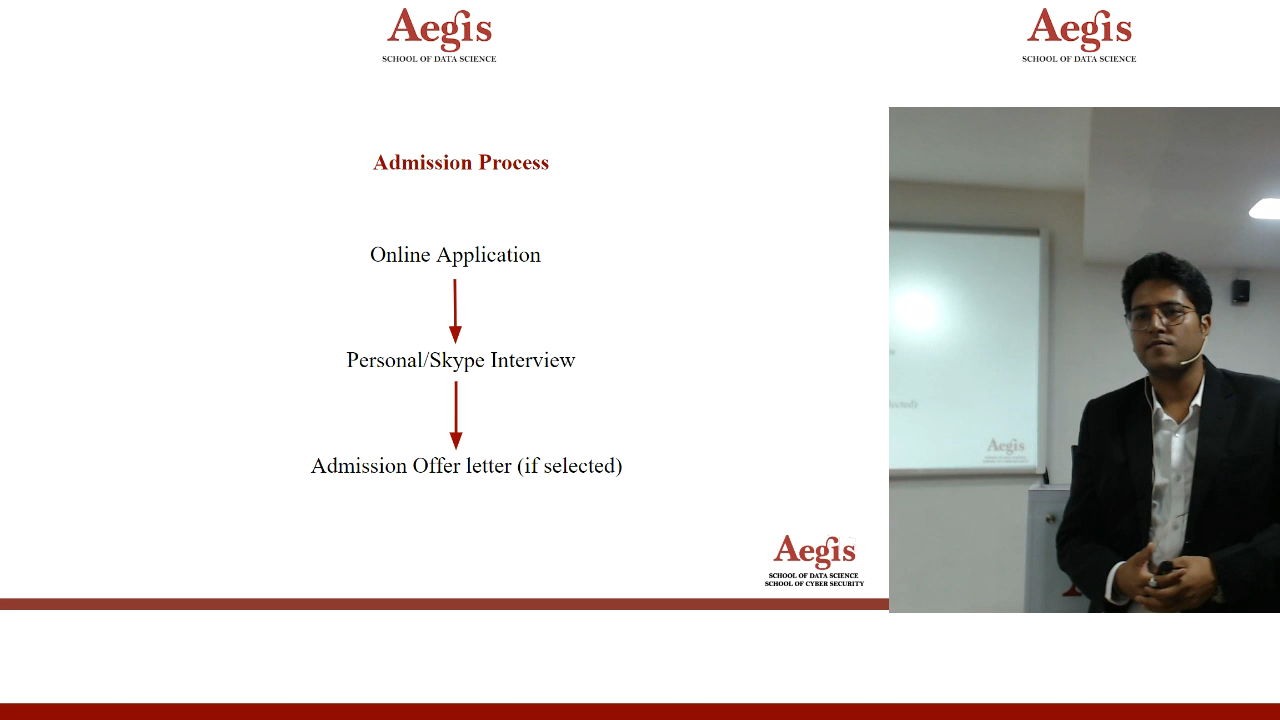 Aegis
SCHOOL OF DATA SCIENCE
Aegis
SCHOOL OF DATA SCIENCE
Admission Process
Online Application
Personal/Skype Interview
Admission Offer letter (if selected)
Aegis
SCHOOL OF DATA SCIENCE
SCHOOL OF CYBER SECURITY
Aegis